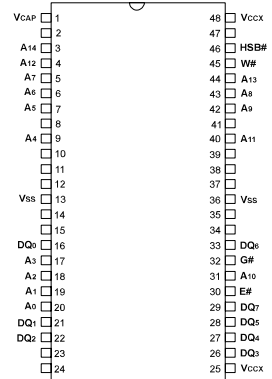 VCAP 1 48 VCCX
2 47
A14 3 46 HSB#
A12 4 45 W#
A7 5 44 A13
A6 6 43 A8
A5 7 42 A9
8 41
A4 9 40 A11
10 39
11 38
12 37
VSS 13 36 VSS
14 35
15 34
DQ0 16 33 DQ6
A3 17 32 G#
A2 18 31 A10
A1 19 30 E#
A0 20 29 DQ7
DQ1 21 28 DQ5
DQ2 22 27 DQ4
23 26 DQ3
24 25 VCCX